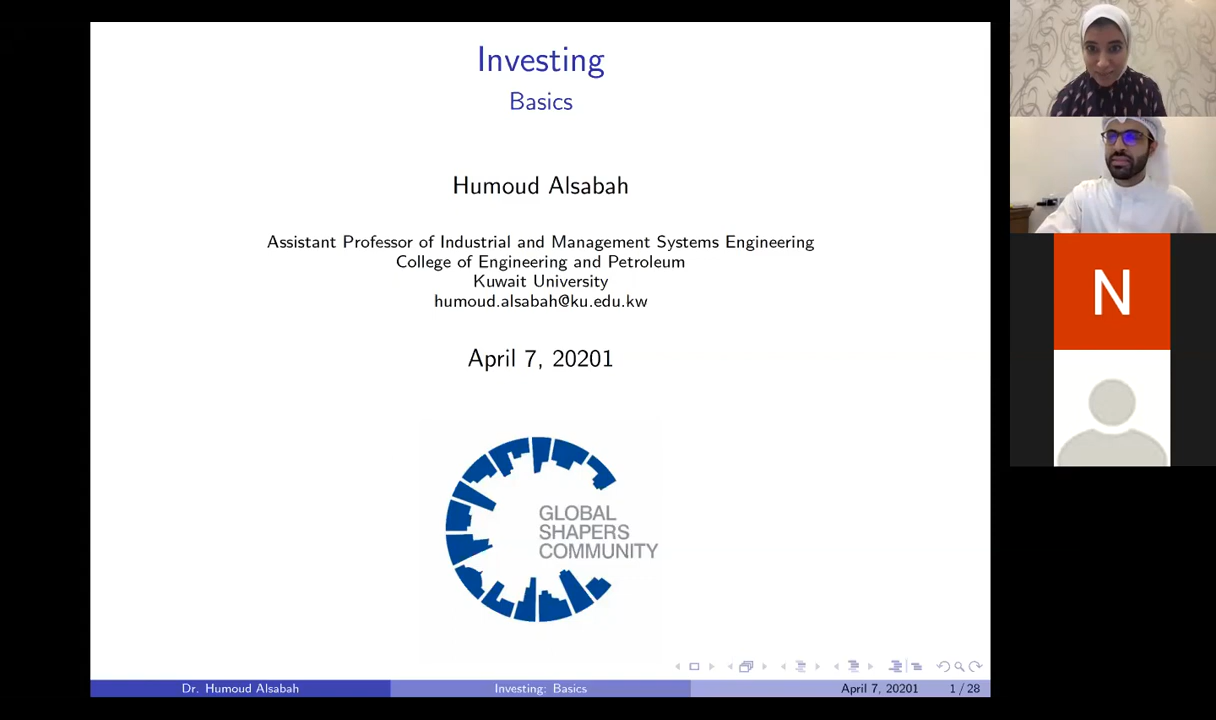 Investing
Basics
Humoud Alsabah
Assistant Professor of Industrial and Management Systems Engineering
College of Engineering and Petroleum
Kuwait University
humoud.alsabah@ku.edu.kw
April 7, 20201
GLOBAL
SHAPERS
COMMUNITY
Dr. Humoud Alsabah
Investing: Basics
April 7, 20201
1 / 28
N